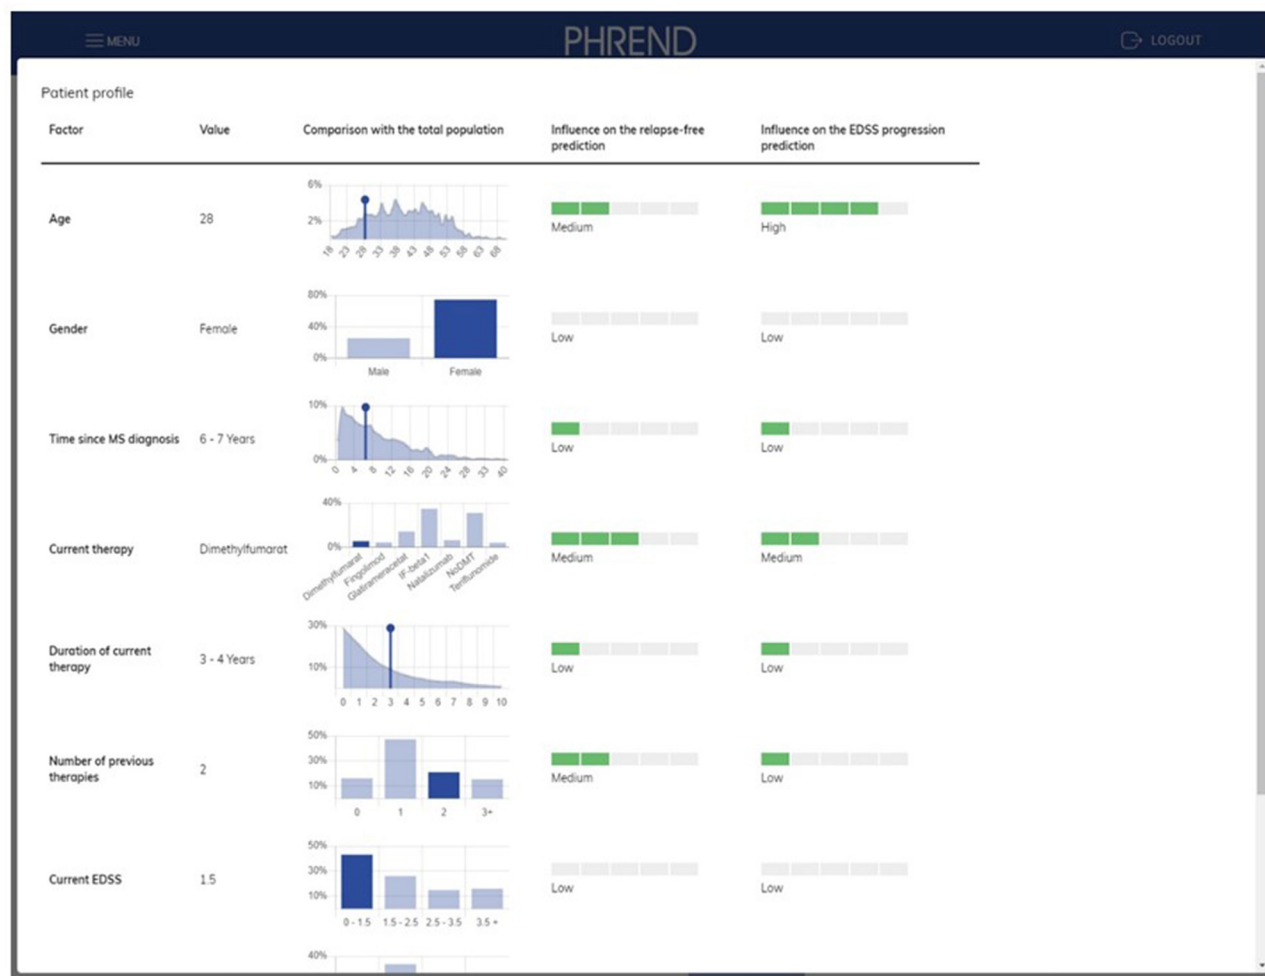 MENU
PHREND
LOGOUT
Patient profile
Factor
Value
Comparison with the total population
Influence on the relapse-free
prediction
Influence on the EDSS progression
prediction
Age
28
6%
2%
18 23 28 33 38 43 48 53 58 63 68
Medium
High
Gender
Female
80%
40%
0%
Male Female
Low
Low
Time since MS diagnosis
6 - 7 Years
10%
0%
0 4 8 12 16 20 24 28 33 40
Low
Low
Current therapy
Dimethylfumarat
40%
0%
Dimethylfumarat
Fingolimod
Glatirameracetat
IF-beta1
Natalizumab
NoDMT
Teriflunomide
Medium
Medium
Duration of current
therapy
3 - 4 Years
30%
10%
0 1 2 3 4 5 6 7 8 9 10
Low
Low
Number of previous
therapies
2
50%
30%
10%
0 1 2 3+
Medium
Low
Current EDSS
1.5
50%
30%
10%
0 - 1.5 1.5 - 2.5 2.5 - 3.5 3.5 +
Low
Low
40%